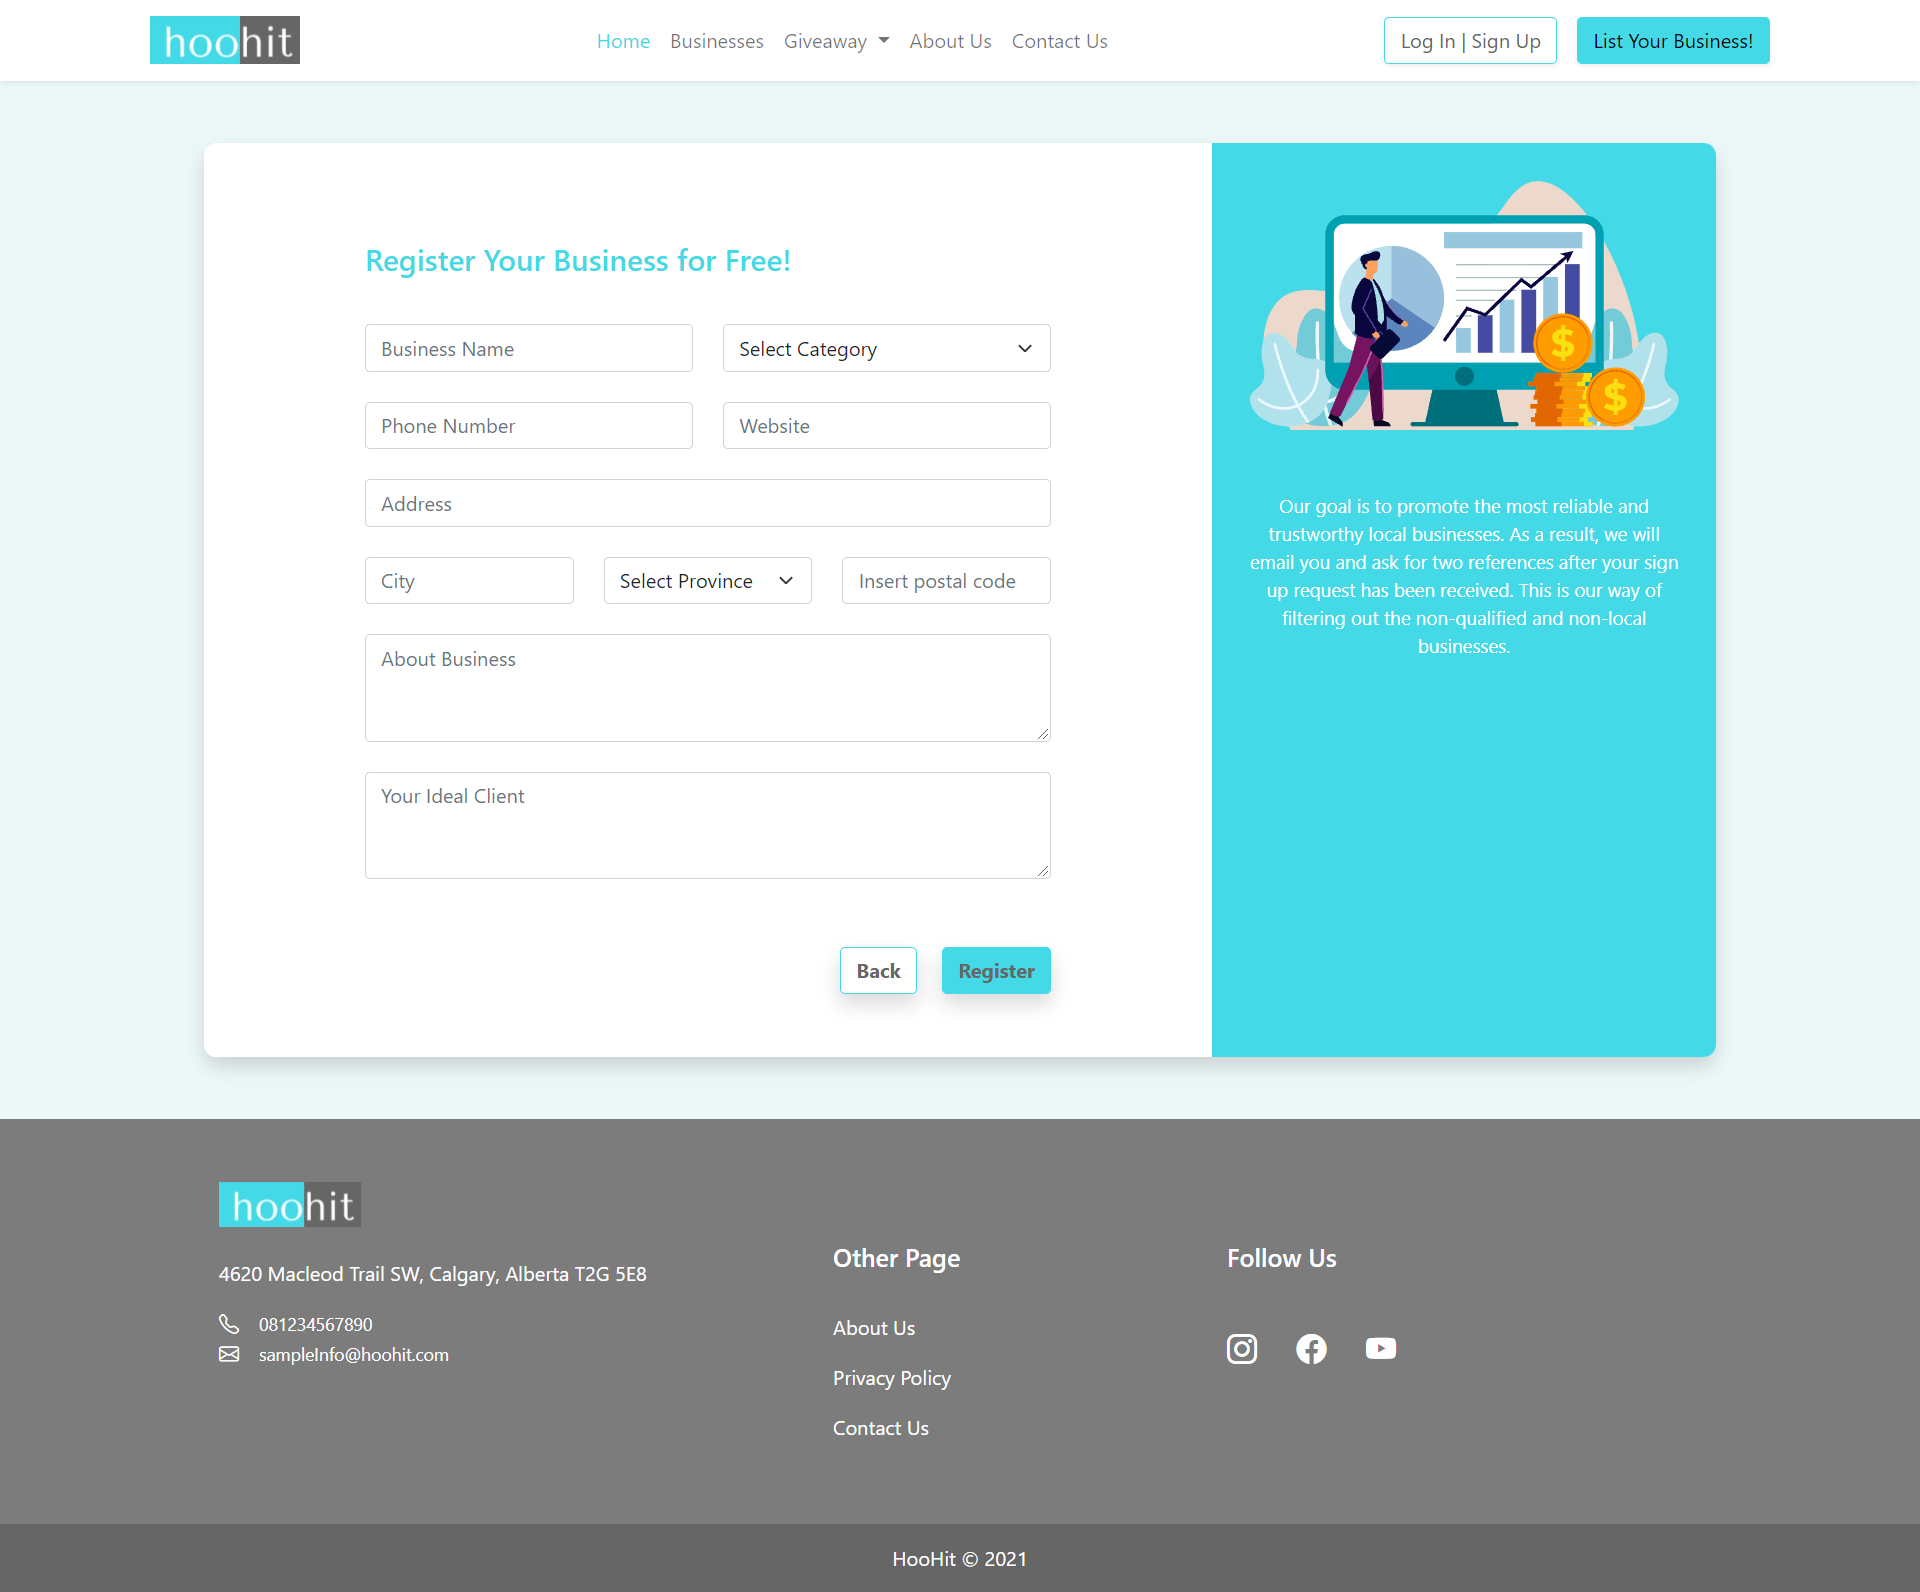 hoohit
Home Businesses Giveaway About Us Contact Us
Log In | Sign Up
List Your Business!
Register Your Business for Free!
Business Name
Select Category
Phone Number
Website
Address
City
Select Province
Insert postal code
About Business
Your Ideal Client
Back
Register
$
$
Our goal is to promote the most reliable and
trustworthy local businesses. As a result, we will
email you and ask for two references after your sign
up request has been received. This is our way of
filtering out the non-qualified and non-local
businesses.
hoohit
4620 Macleod Trail SW, Calgary, Alberta T2G 5E8
081234567890
sampleInfo@hoohit.com
Other Page
About Us
Privacy Policy
Contact Us
Follow Us
HooHit © 2021